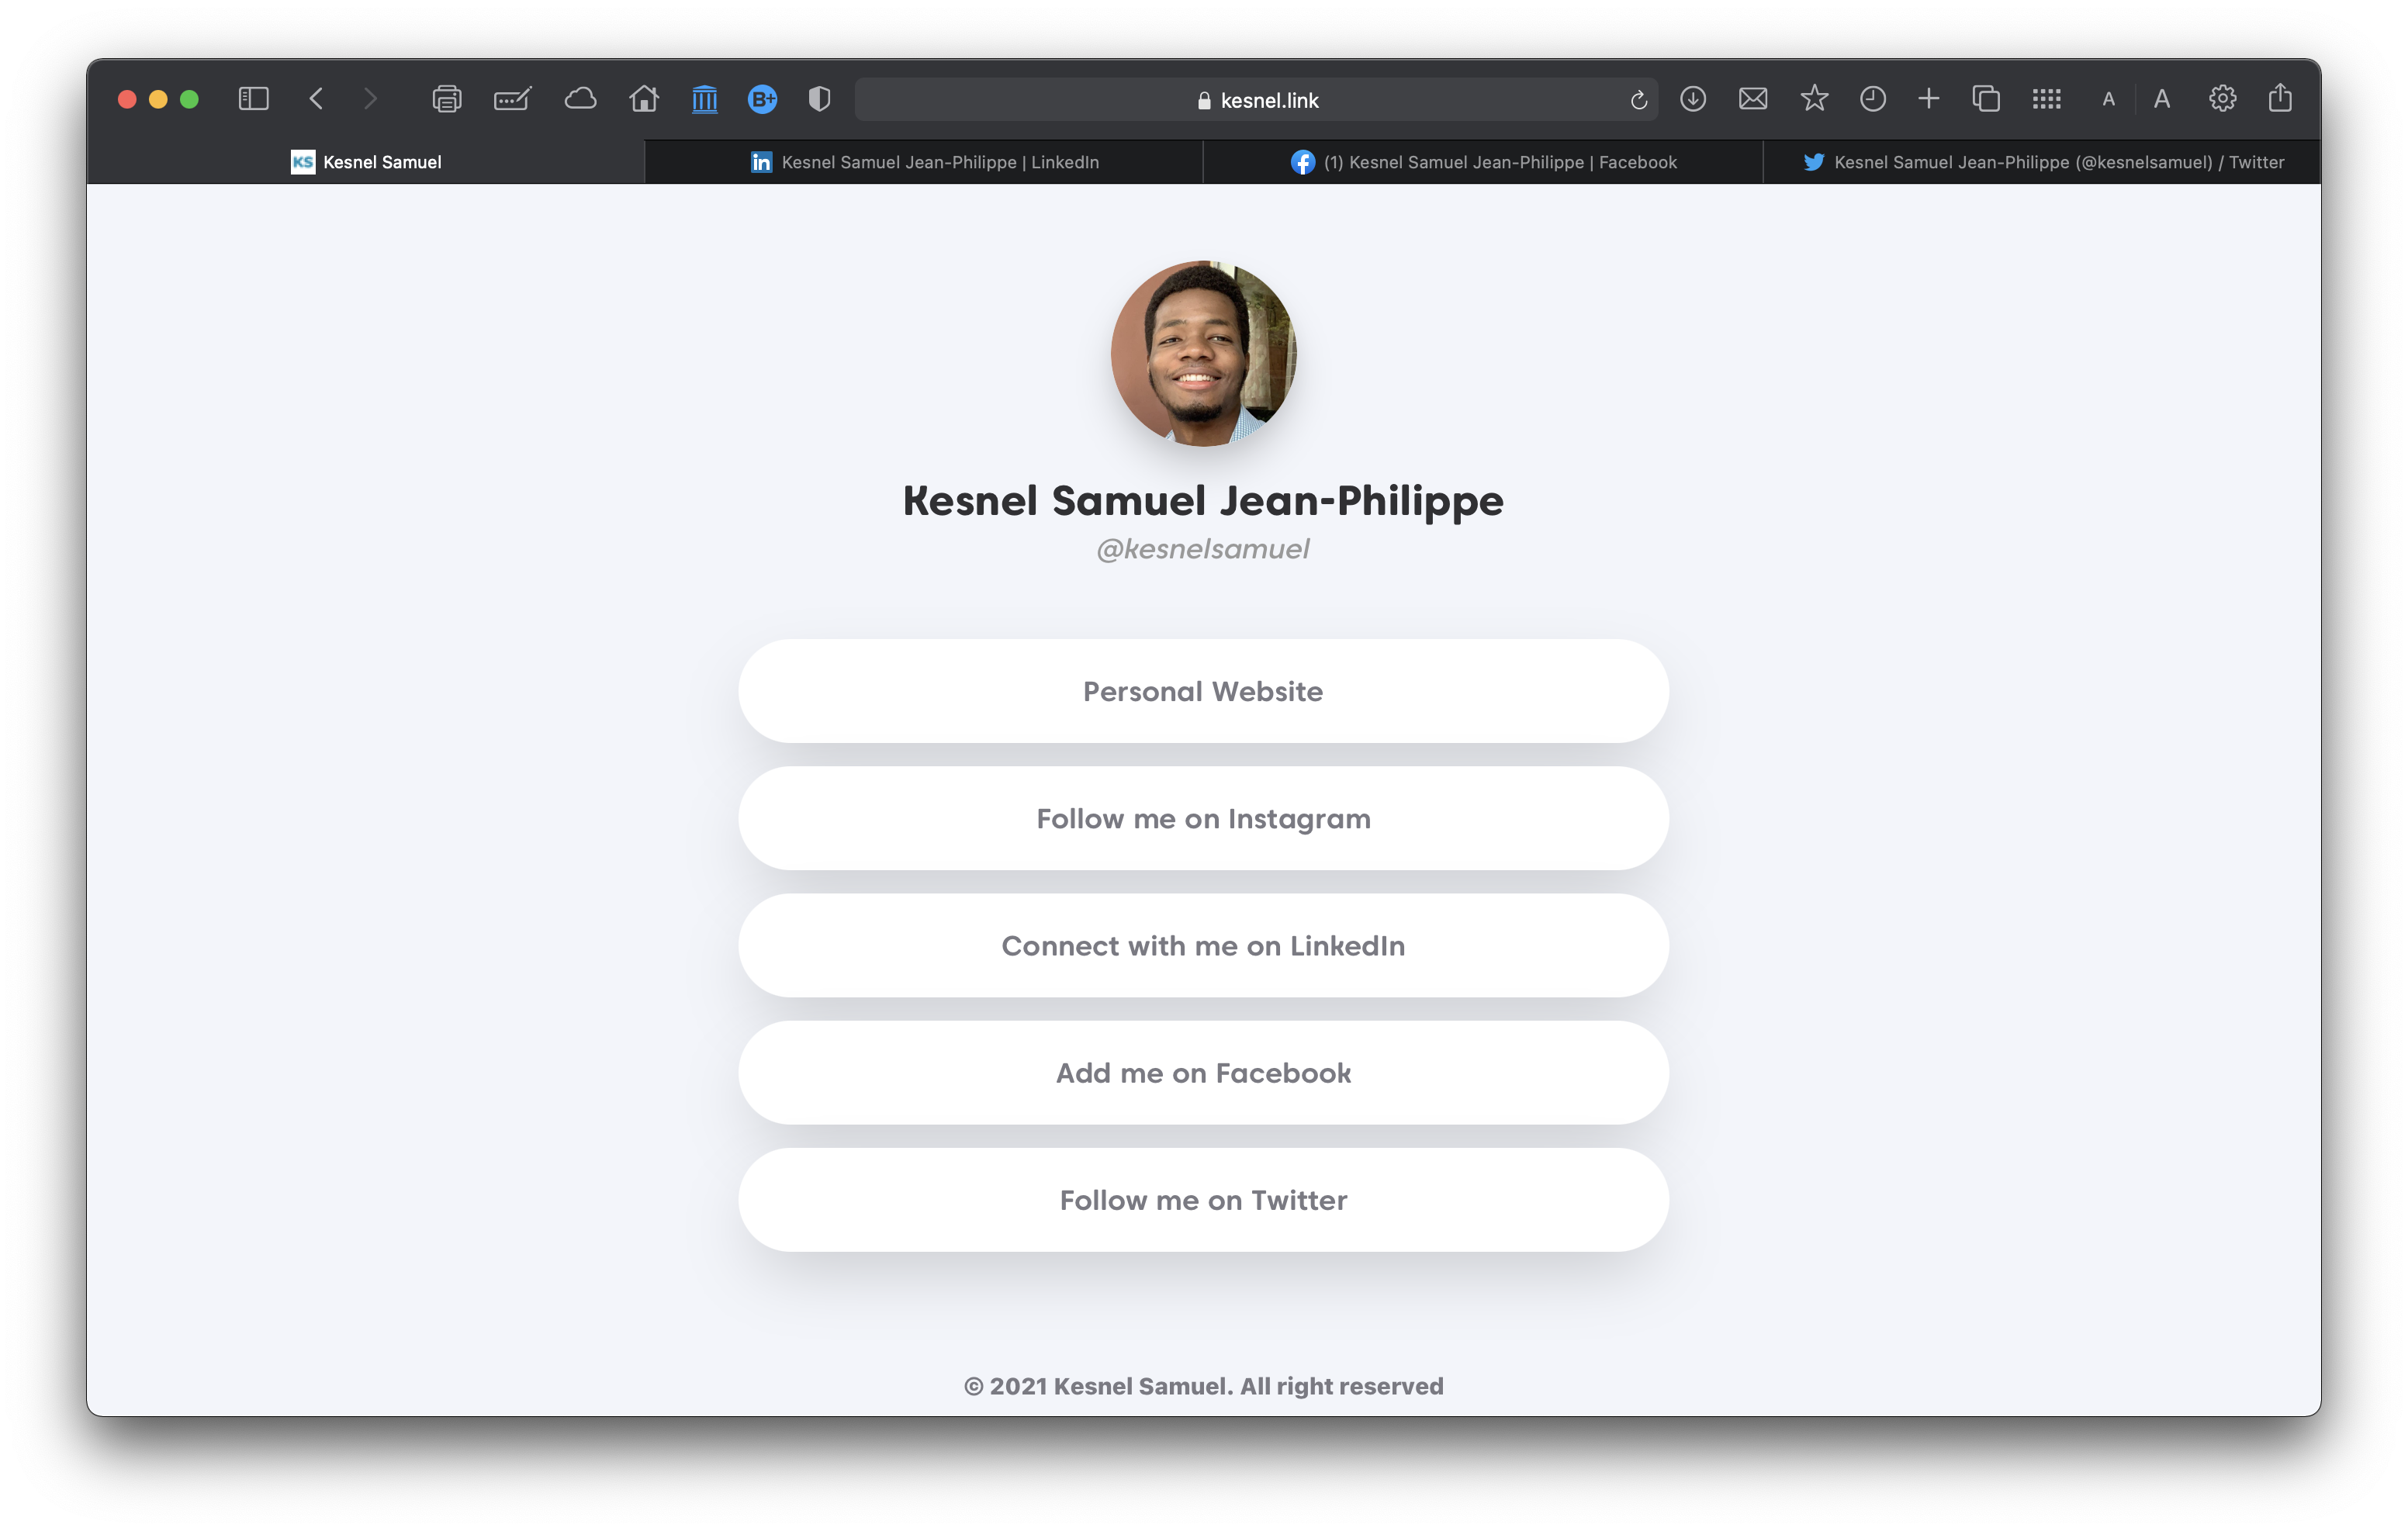 kesnel.link
A A
KS Kesnel Samuel
in Kesnel Samuel Jean-Philippe | LinkedIn
(1) Kesnel Samuel Jean-Philippe | Facebook
Kesnel Samuel Jean-Philippe (@kesnelsamuel) / Twitter
B+
Kesnel Samuel Jean-Philippe
@kesnelsamuel
Personal Website
Follow me on Instagram
Connect with me on LinkedIn
Add me on Facebook
Follow me on Twitter
© 2021 Kesnel Samuel. All right reserved